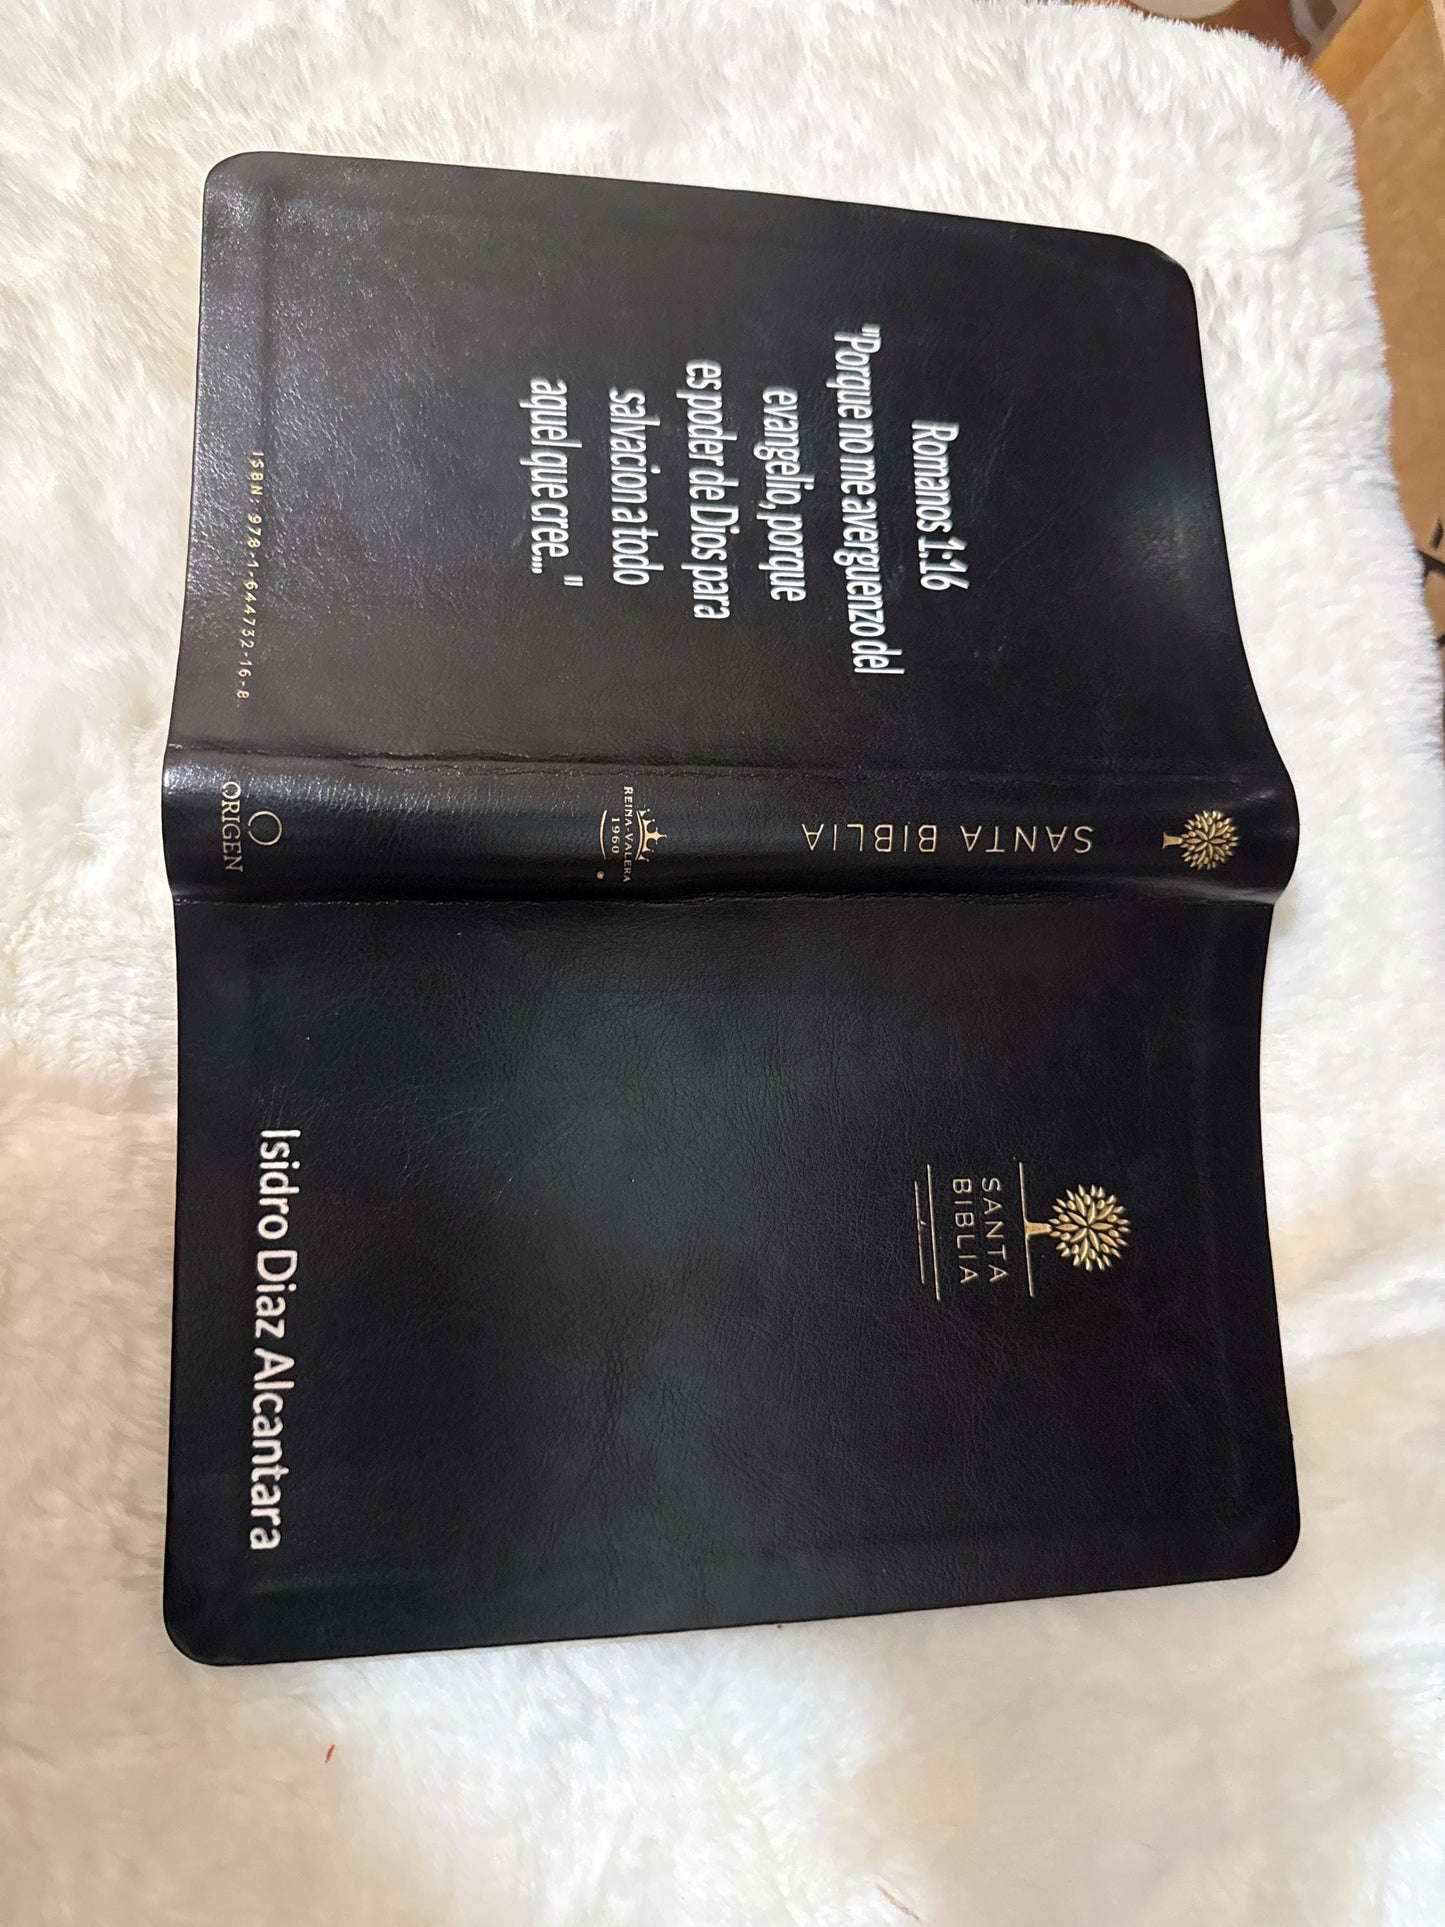 Romanos 1:16
"Porque no me averguenzo del
evangelio, porque
es poder de Dios para
salvacion a todo
aquel que cree..."
ISBN: 978-1-644732-16-8
SANTA BIBLIA
REINA-VALERA
1960
®
ORIGEN
SANTA
BIBLIA
Isidro Diaz Alcantara